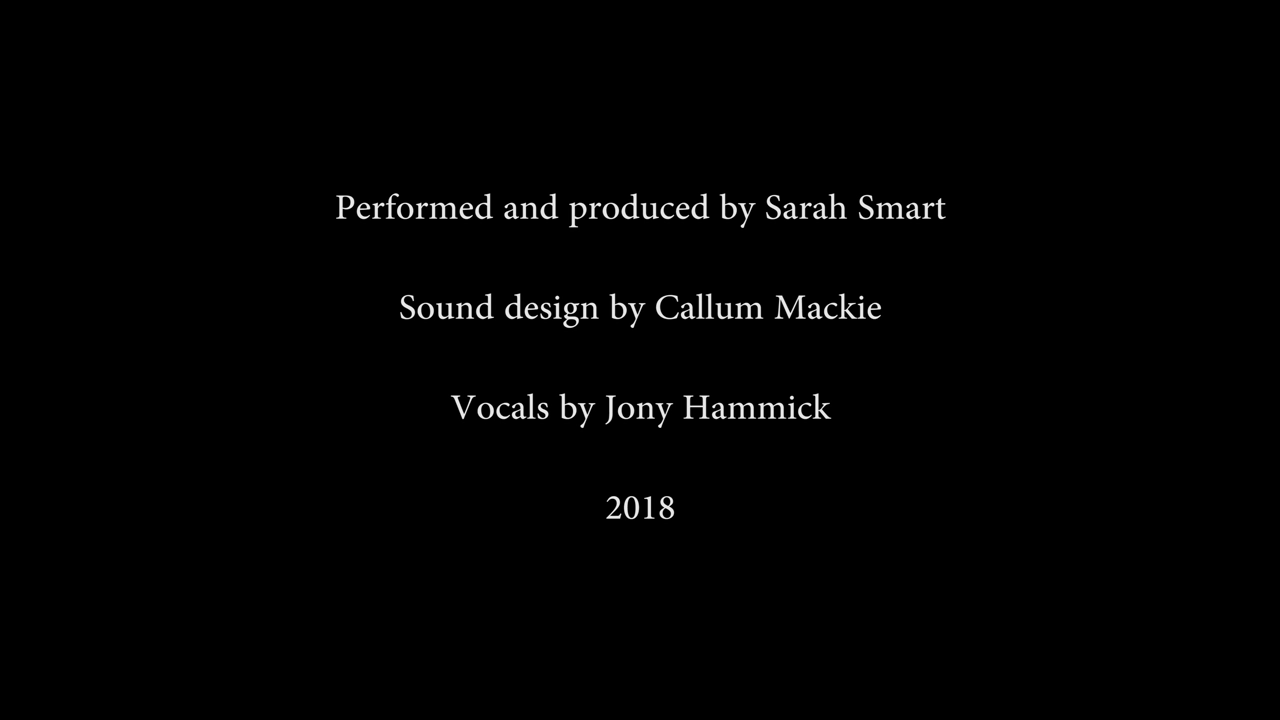 Performed and produced by Sarah Smart
Sound design by Callum Mackie
Vocals by Jony Hammick
2018